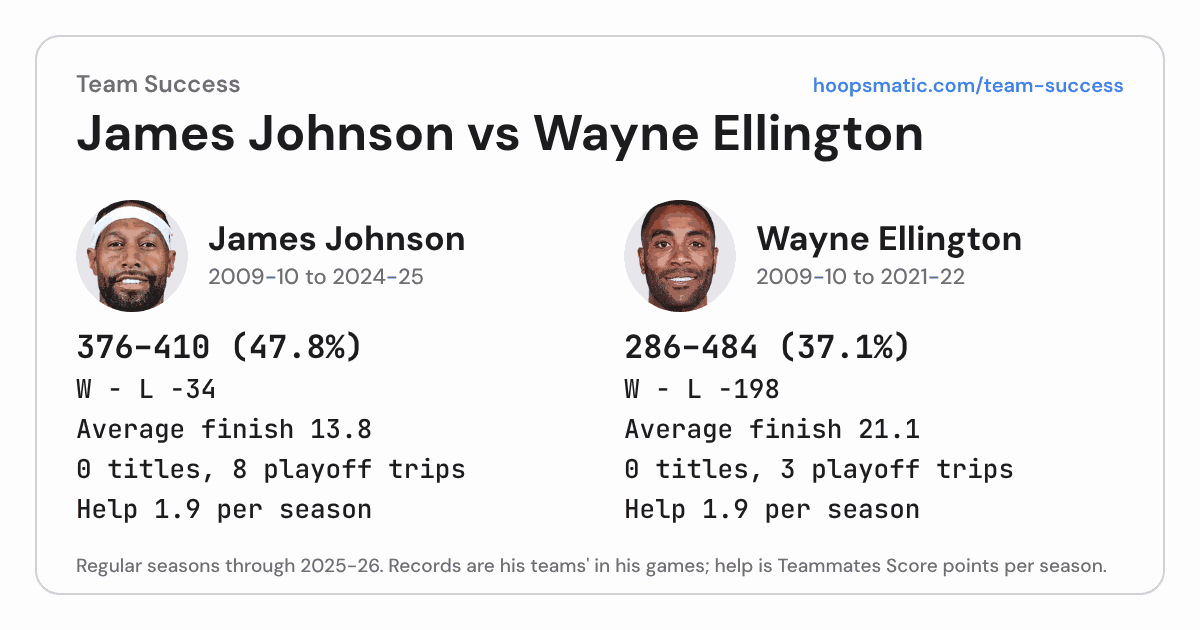 Team Success
hoopsmatic.com/team-success
James Johnson vs Wayne Ellington
James Johnson
2009-10 to 2024-25
Wayne Ellington
2009-10 to 2021-22
376-410 (47.8%)
W - L -34
Average finish 13.8
0 titles, 8 playoff trips
Help 1.9 per season
286-484 (37.1%)
W - L -198
Average finish 21.1
0 titles, 3 playoff trips
Help 1.9 per season
Regular seasons through 2025-26. Records are his teams' in his games; help is Teammates Score points per season.